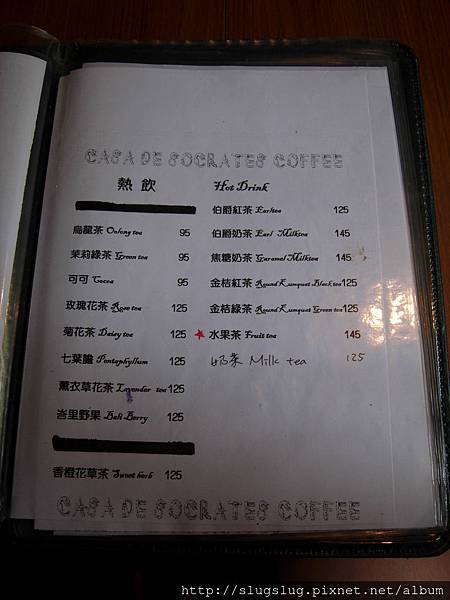 CASA DE SOCRATES COFFEE
熱飲
烏龍茶 Oolong tea 95
茉莉綠茶 Green tea 95
可可 Cocoa 95
玫瑰花茶 Rose tea 125
菊花茶 Daisy tea 125
七葉膽 Pentaphyllum 125
薰衣草花茶 Lavender tea 125
峇里野果 Bali Berry 125
香橙花草茶 Sweet herb 125
Hot Drink
伯爵紅茶 Earltea 125
伯爵奶茶 Earl Milktea 145
焦糖奶茶 Caramel Milktea 145
金桔紅茶 Round Kumquat Black tea 125
金桔綠茶 Round Kumquat Green tea 125
水果茶 Fruit tea 145
奶茶 Milk tea 125
CASA DE SOCRATES COFFEE
http://slugslug.pixnet.net/album